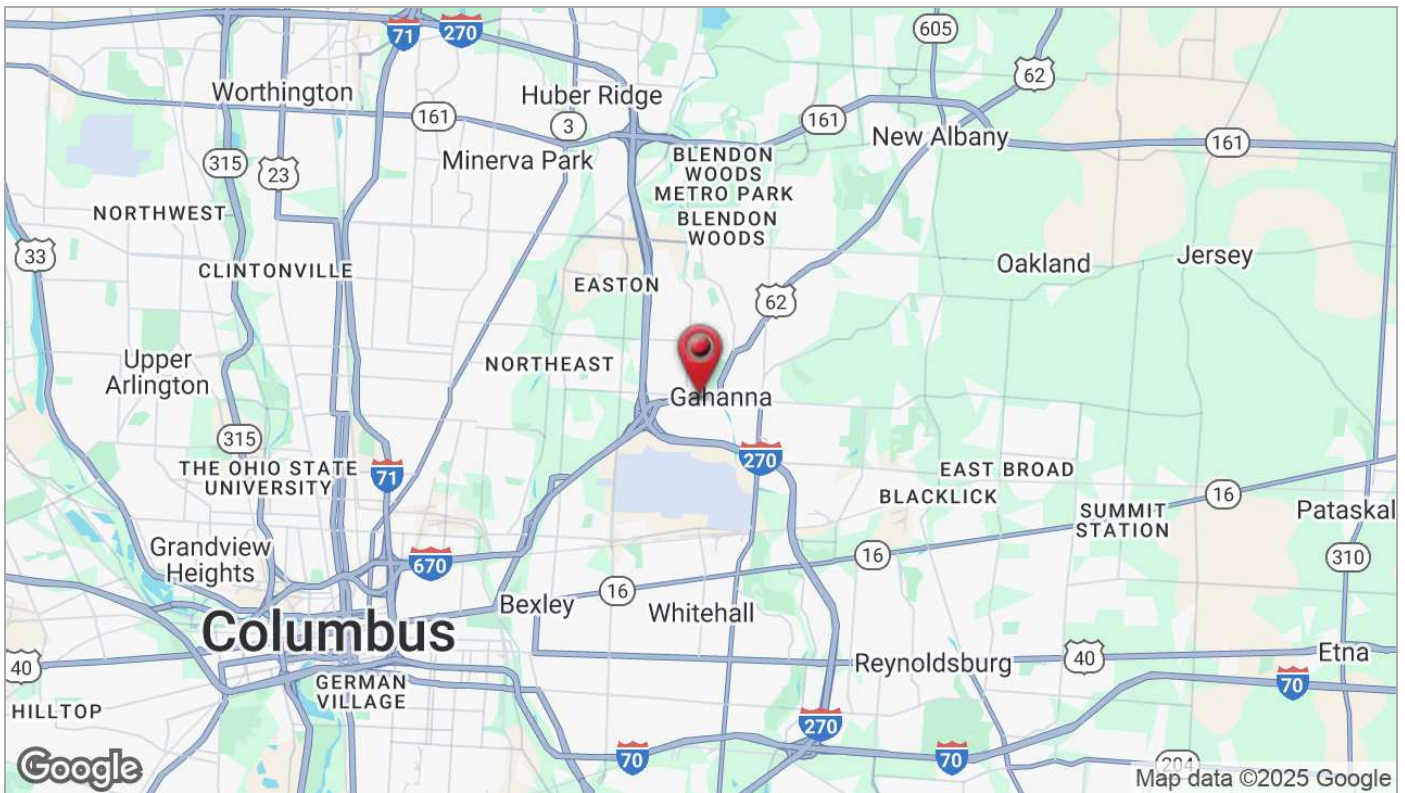 71
270
605
62
Worthington
Huber Ridge
161
3
161
New Albany
161
Minerva Park
BLENDON
WOODS
METRO PARK
315
23
NORTHWEST
BLENDON
WOODS
33
CLINTONVILLE
Oakland
Jersey
EASTON
62
Upper
Arlington
NORTHEAST
Gahanna
315
THE OHIO STATE
UNIVERSITY
71
270
EAST BROAD
BLACKLICK
16
SUMMIT
STATION
Pataskal
Grandview
Heights
670
16
310
16
Bexley
Whitehall
Columbus
40
Reynoldsburg
40
Etna
GERMAN
VILLAGE
70
HILLTOP
270
70
70
204
Google
Map data ©2025 Google